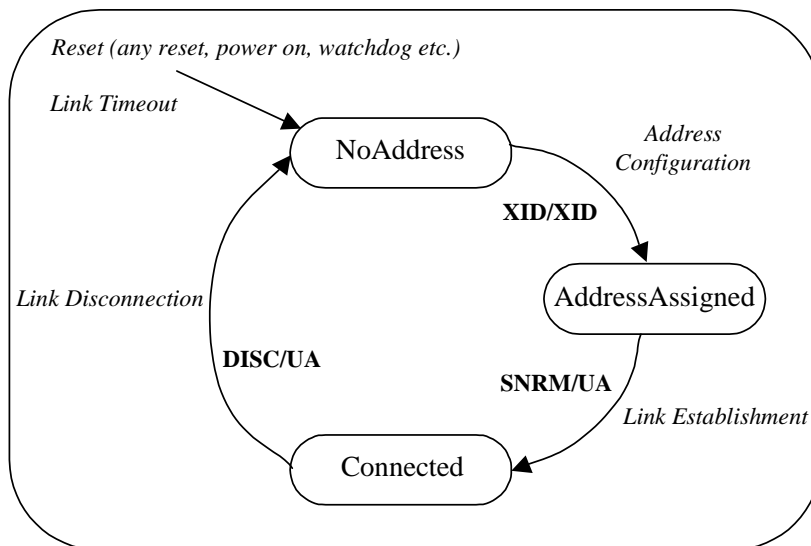 Reset (any reset, power on, watchdog etc.)
Link Timeout
NoAddress
Address
Configuration
XID/XID
AddressAssigned
Link Disconnection
DISC/UA
SNRM/UA
Link Establishment
Connected